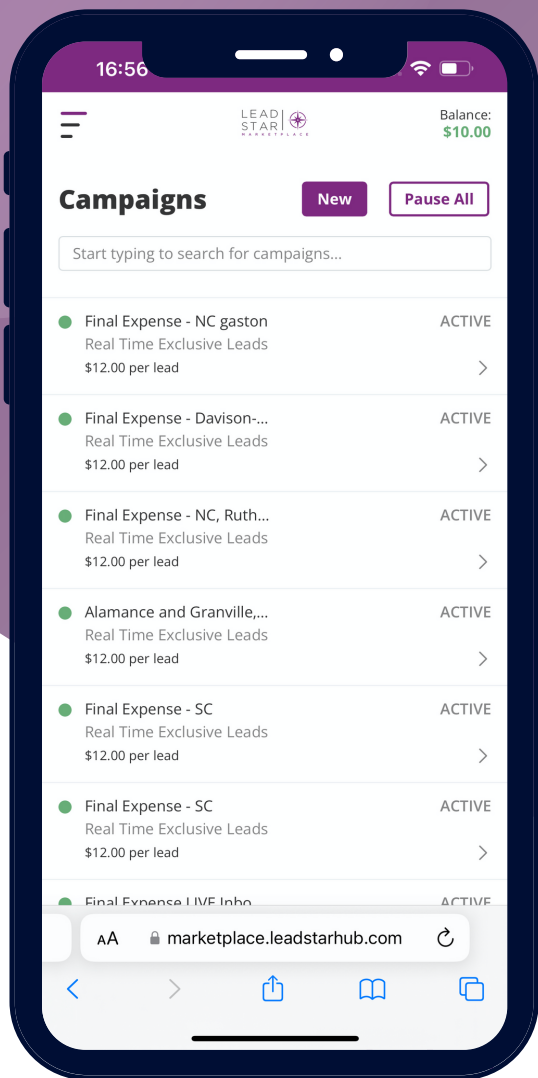 16:56
LEAD
STAR
MARKETPLACE
Balance:
$10.00
Campaigns
New
Pause All
Start typing to search for campaigns...
Final Expense - NC gaston
ACTIVE
Real Time Exclusive Leads
$12.00 per lead
Final Expense - Davison-...
ACTIVE
Real Time Exclusive Leads
$12.00 per lead
Final Expense - NC, Ruth...
ACTIVE
Real Time Exclusive Leads
$12.00 per lead
Alamance and Granville,...
ACTIVE
Real Time Exclusive Leads
$12.00 per lead
Final Expense - SC
ACTIVE
Real Time Exclusive Leads
$12.00 per lead
Final Expense - SC
ACTIVE
Real Time Exclusive Leads
$12.00 per lead
Final Expense LIVE Inbo
ACTIVE
AA
marketplace.leadstarhub.com